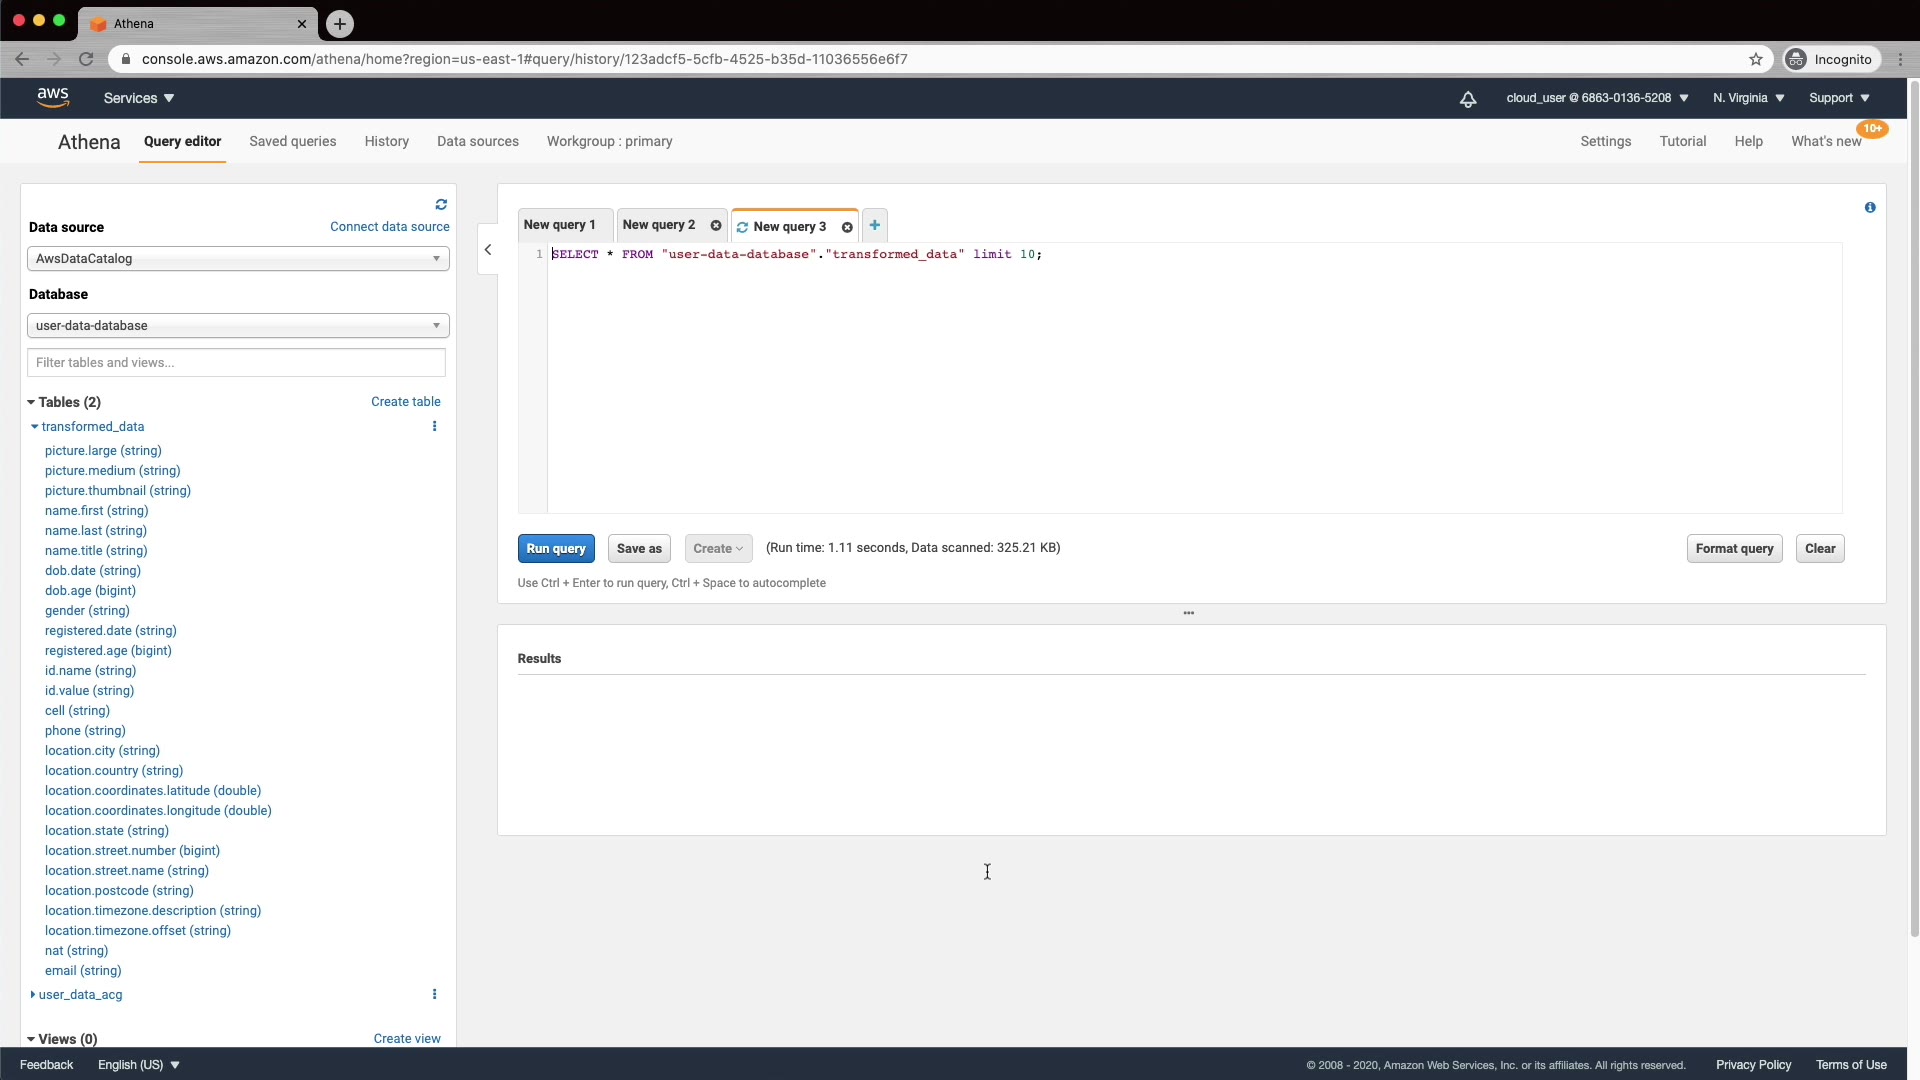 Athena
console.aws.amazon.com/athena/home?region=us-east-1#query/history/123adcf5-5cfb-4525-b35d-11036556e6f7
Incognito
aws
Services
cloud_user @ 6863-0136-5208
N. Virginia
Support
Athena
Query editor
Saved queries
History
Data sources
Workgroup : primary
Settings
Tutorial
Help
What's new
10+
Data source
Connect data source
AwsDataCatalog
Database
user-data-database
Filter tables and views...
Tables (2)
Create table
transformed_data
picture.large (string)
picture.medium (string)
picture.thumbnail (string)
name.first (string)
name.last (string)
name.title (string)
dob.date (string)
dob.age (bigint)
gender (string)
registered.date (string)
registered.age (bigint)
id.name (string)
id.value (string)
cell (string)
phone (string)
location.city (string)
location.country (string)
location.coordinates.latitude (double)
location.coordinates.longitude (double)
location.state (string)
location.street.number (bigint)
location.street.name (string)
location.postcode (string)
location.timezone.description (string)
location.timezone.offset (string)
nat (string)
email (string)
user_data_acg
Views (0)
Create view
New query 1
New query 2
New query 3
1 SELECT * FROM "user-data-database"."transformed_data" limit 10;
Run query
Save as
Create
(Run time: 1.11 seconds, Data scanned: 325.21 KB)
Format query
Clear
Use Ctrl + Enter to run query, Ctrl + Space to autocomplete
Results
Feedback
English (US)
© 2008 - 2020, Amazon Web Services, Inc. or its affiliates. All rights reserved.
Privacy Policy
Terms of Use